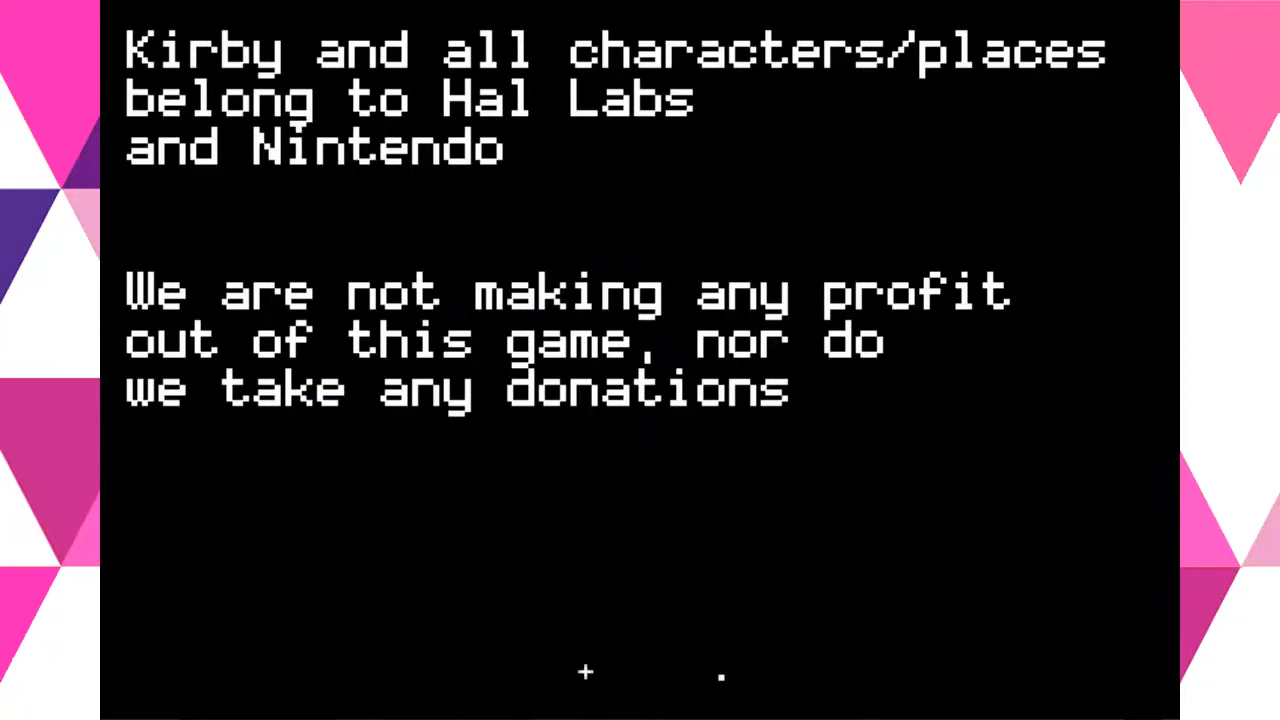 Kirby and all characters/places
belong to Hal Labs
and Nintendo
We are not making any profit
out of this game, nor do
we take any donations
+ .